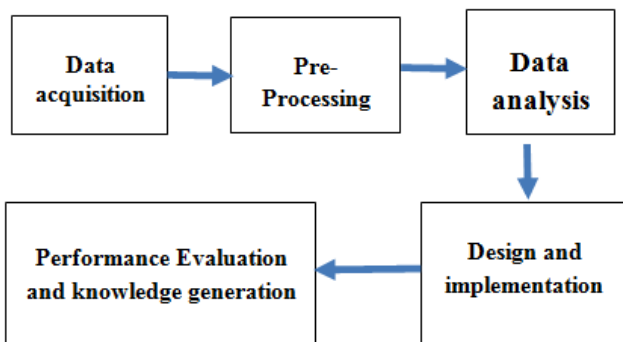 Data
acquisition
Pre-
Processing
Data
analysis
Design and
implementation
Performance Evaluation
and knowledge generation